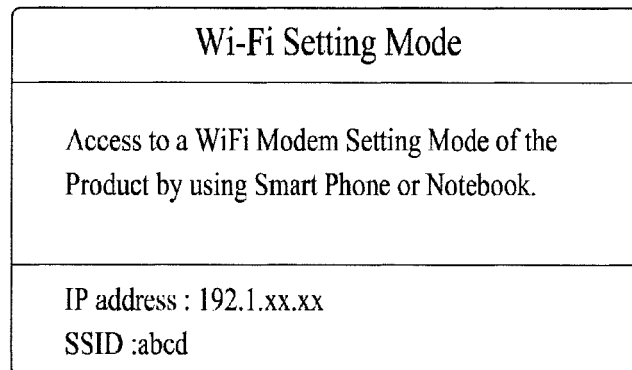 Wi-Fi Setting Mode
Access to a WiFi Modem Setting Mode of the
Product by using Smart Phone or Notebook.
IP address : 192.1.xx.xx
SSID :abcd